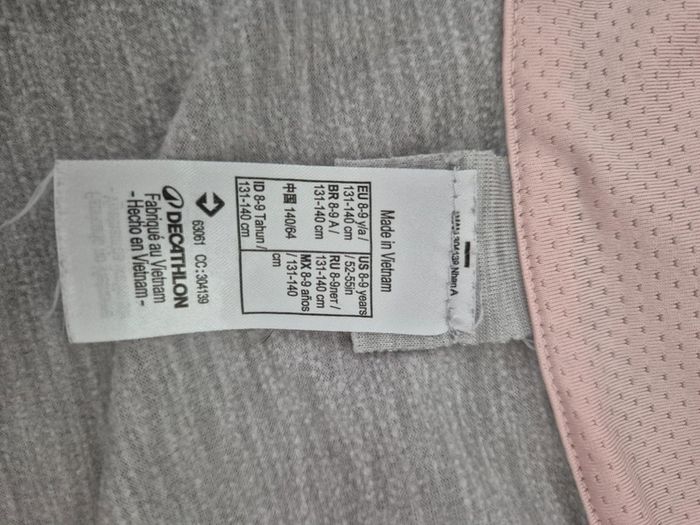 Made in Vietnam
EU 8-9 y/a / 131-140 cm
US 8-9 years / 52-55in
BR 8-9 A / 131-140 cm
RU 8-9лет / 131-140 cm
中国 140/64
MX 8-9 años / 131-140 cm
ID 8-9 Tahun / 131-140 cm
63061 CC:304139
DECATHLON
Fabriqué au Vietnam
- Hecho en Vietnam -
304139 Nhan A